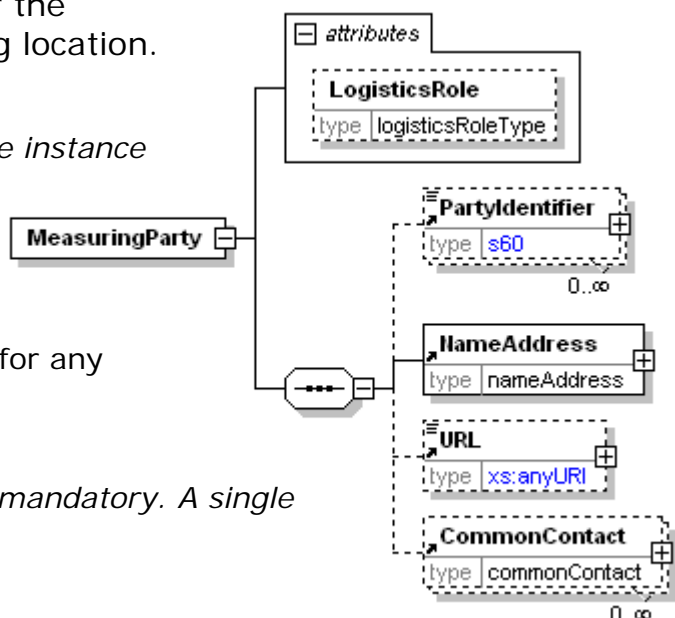 the
g location.
e instance
for any
mandatory. A single
attributes
LogisticsRole
type logisticsRoleType
MeasuringParty
PartyIdentifier
type s60
0..∞
NameAddress
type nameAddress
URL
type xs:anyURI
CommonContact
type commonContact
0..∞